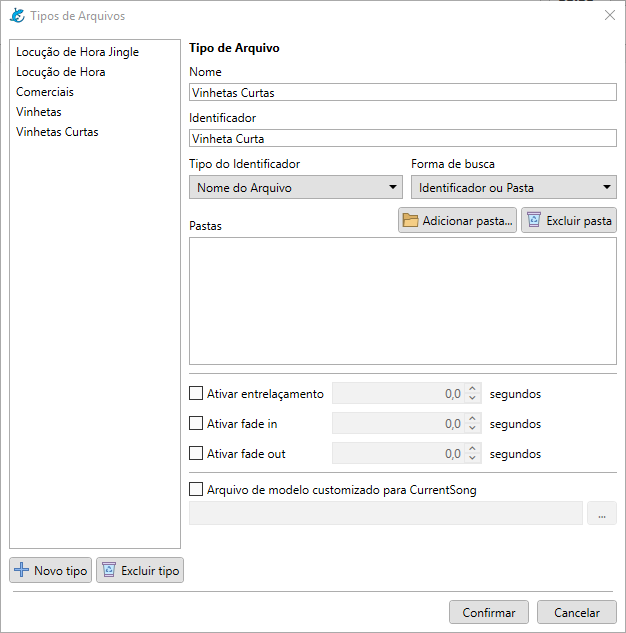 Tipos de Arquivos
Locução de Hora Jingle
Locução de Hora
Comerciais
Vinhetas
Vinhetas Curtas
Novo tipo
Excluir tipo
Tipo de Arquivo
Nome
Vinhetas Curtas
Identificador
Vinheta Curta
Tipo do Identificador
Forma de busca
Nome do Arquivo
Identificador ou Pasta
Pastas
Adicionar pasta...
Excluir pasta
Ativar entrelaçamento 0,0 segundos
Ativar fade in 0,0 segundos
Ativar fade out 0,0 segundos
Arquivo de modelo customizado para CurrentSong
...
Confirmar
Cancelar